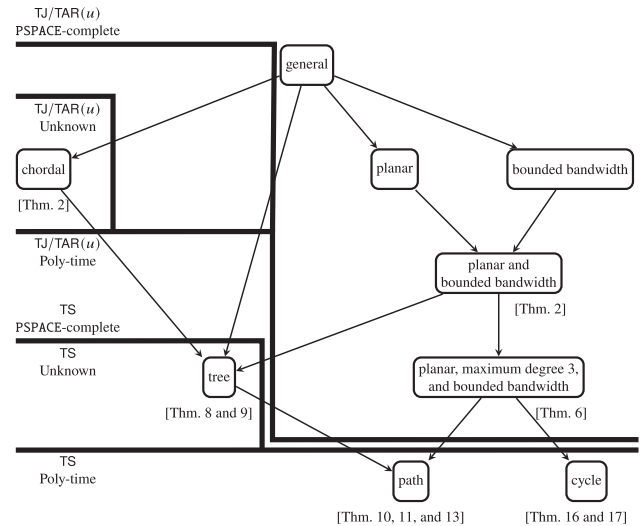 TJ/TAR(u)
PSPACE-complete
general
TJ/TAR(u)
Unknown
chordal
planar
bounded bandwidth
[Thm. 2]
TJ/TAR(u)
Poly-time
planar and
bounded bandwidth
[Thm. 2]
TS
PSPACE-complete
TS
Unknown
tree
planar, maximum degree 3,
and bounded bandwidth
[Thm. 8 and 9]
[Thm. 6]
TS
Poly-time
path
cycle
[Thm. 10, 11, and 13]
[Thm. 16 and 17]